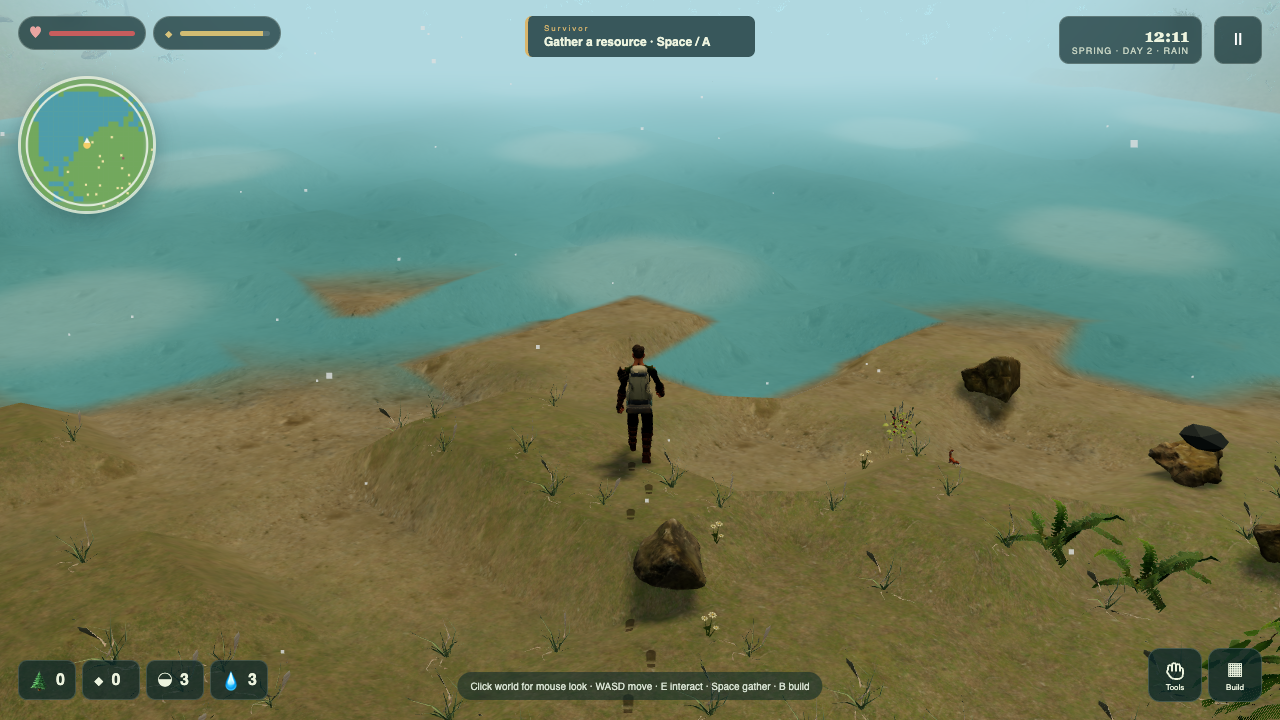 Survivor
Gather a resource · Space / A
12:11
SPRING · DAY 2 · RAIN
0
0
3
3
Click world for mouse look · WASD move · E interact · Space gather · B build
Tools
Build